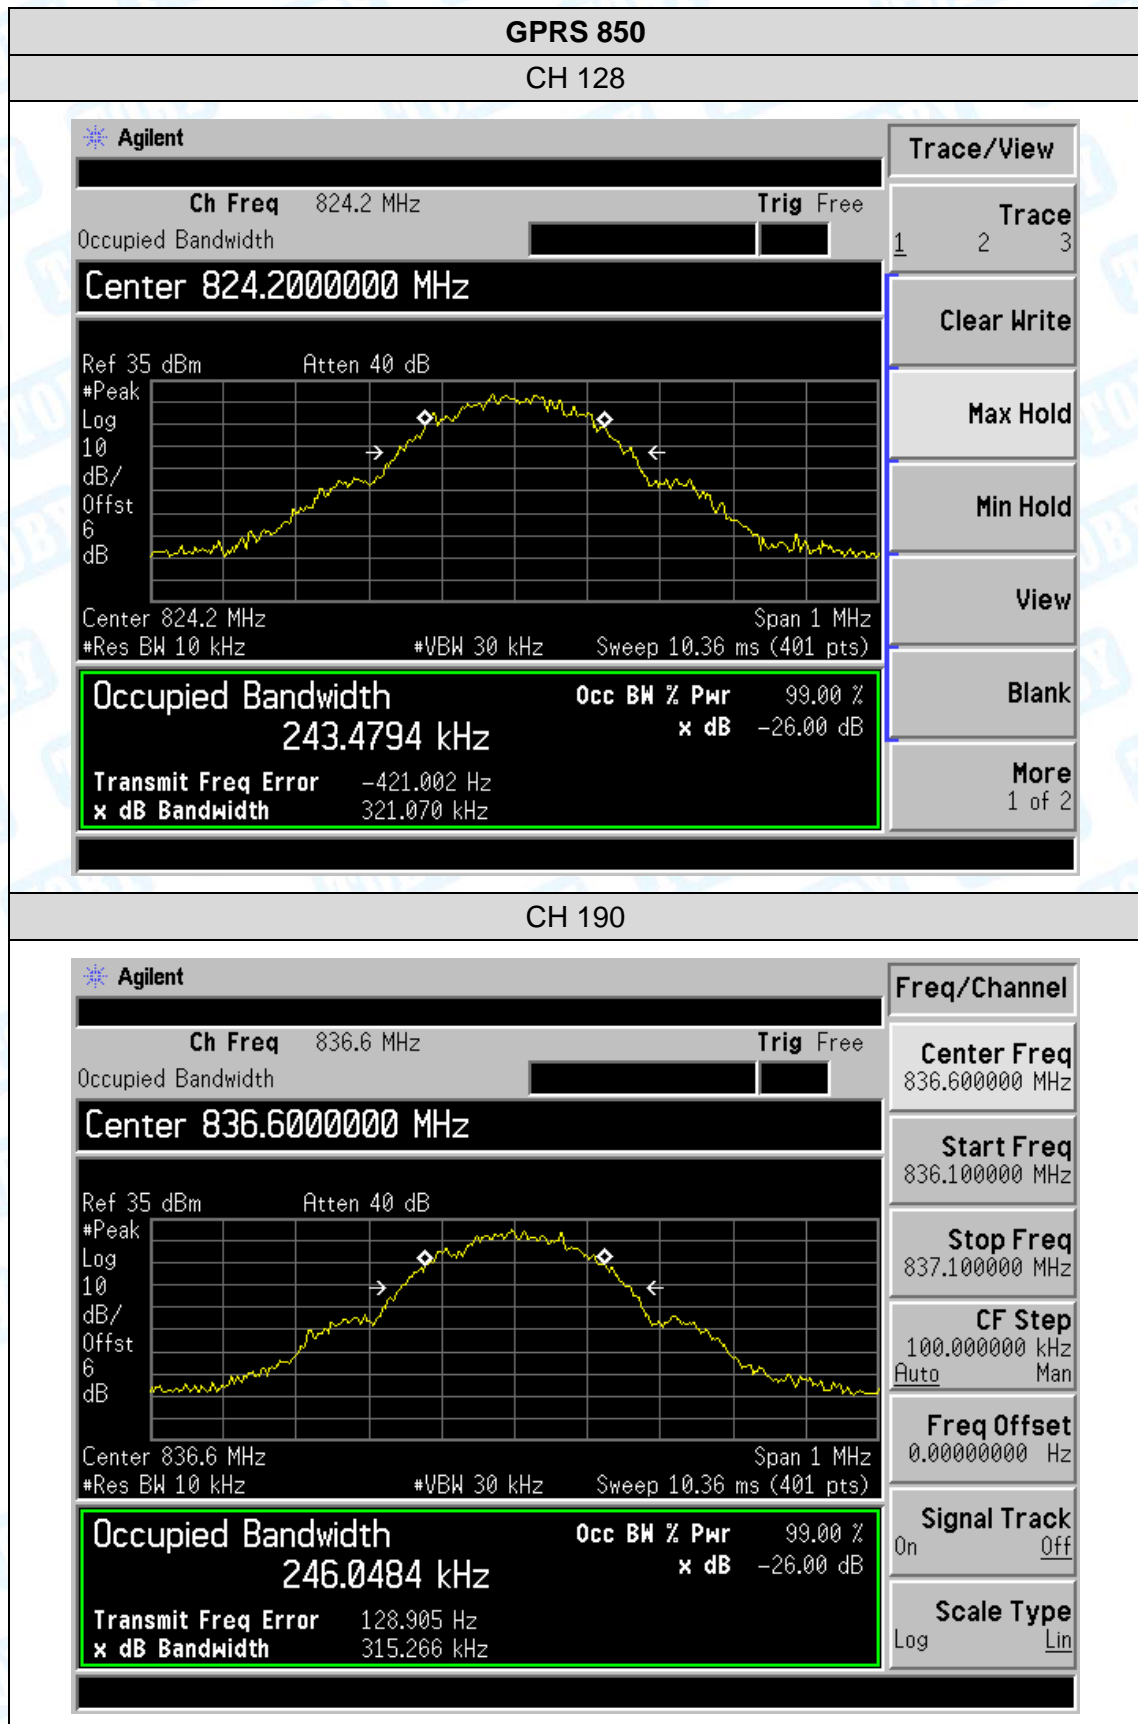 GPRS 850
CH 128
Agilent
Trace/View
Ch Freq 824.2 MHz Trig Free
Occupied Bandwidth
Trace
1 2 3
Center 824.2000000 MHz
Clear Write
Ref 35 dBm Atten 40 dB
#Peak
Log
10
dB/
Offst
6
dB
Max Hold
Min Hold
View
Center 824.2 MHz Span 1 MHz
#Res BW 10 kHz #VBW 30 kHz Sweep 10.36 ms (401 pts)
Occupied Bandwidth Occ BW % Pwr 99.00 %
243.4794 kHz x dB -26.00 dB
Transmit Freq Error -421.002 Hz
x dB Bandwidth 321.070 kHz
Blank
More
1 of 2
CH 190
Agilent
Freq/Channel
Ch Freq 836.6 MHz Trig Free
Occupied Bandwidth
Center Freq
836.600000 MHz
Center 836.6000000 MHz
Start Freq
836.100000 MHz
Ref 35 dBm Atten 40 dB
#Peak
Log
10
dB/
Offst
6
dB
Stop Freq
837.100000 MHz
CF Step
100.000000 kHz
Auto Man
Freq Offset
0.00000000 Hz
Center 836.6 MHz Span 1 MHz
#Res BW 10 kHz #VBW 30 kHz Sweep 10.36 ms (401 pts)
Occupied Bandwidth Occ BW % Pwr 99.00 %
246.0484 kHz x dB -26.00 dB
Transmit Freq Error 128.905 Hz
x dB Bandwidth 315.266 kHz
Signal Track
On Off
Scale Type
Log Lin